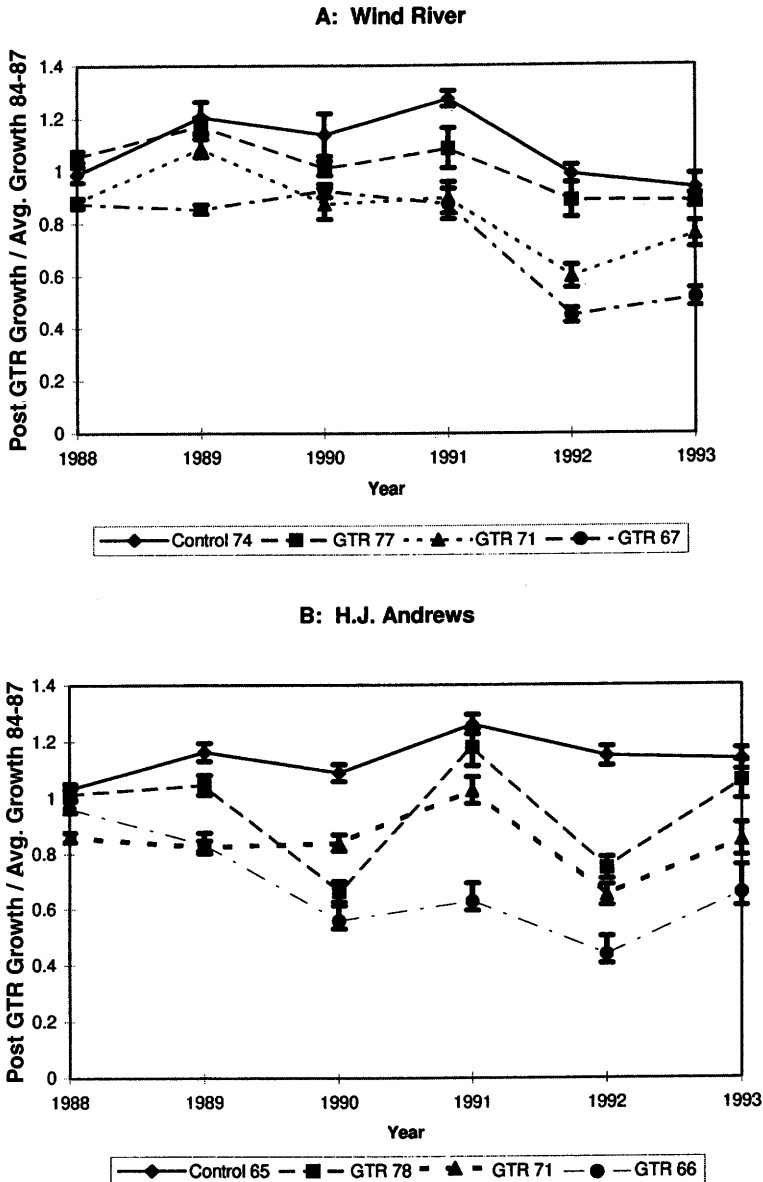 A: Wind River
Post GTR Growth / Avg. Growth 84-87
1.4
1.2
1
0.8
0.6
0.4
0.2
0
1988 1989 1990 1991 1992 1993
Year
Control 74 GTR 77 GTR 71 GTR 67
B: H.J. Andrews
Post GTR Growth / Avg. Growth 84-87
1.4
1.2
1
0.8
0.6
0.4
0.2
0
1988 1989 1990 1991 1992 1993
Year
Control 65 GTR 78 GTR 71 GTR 66